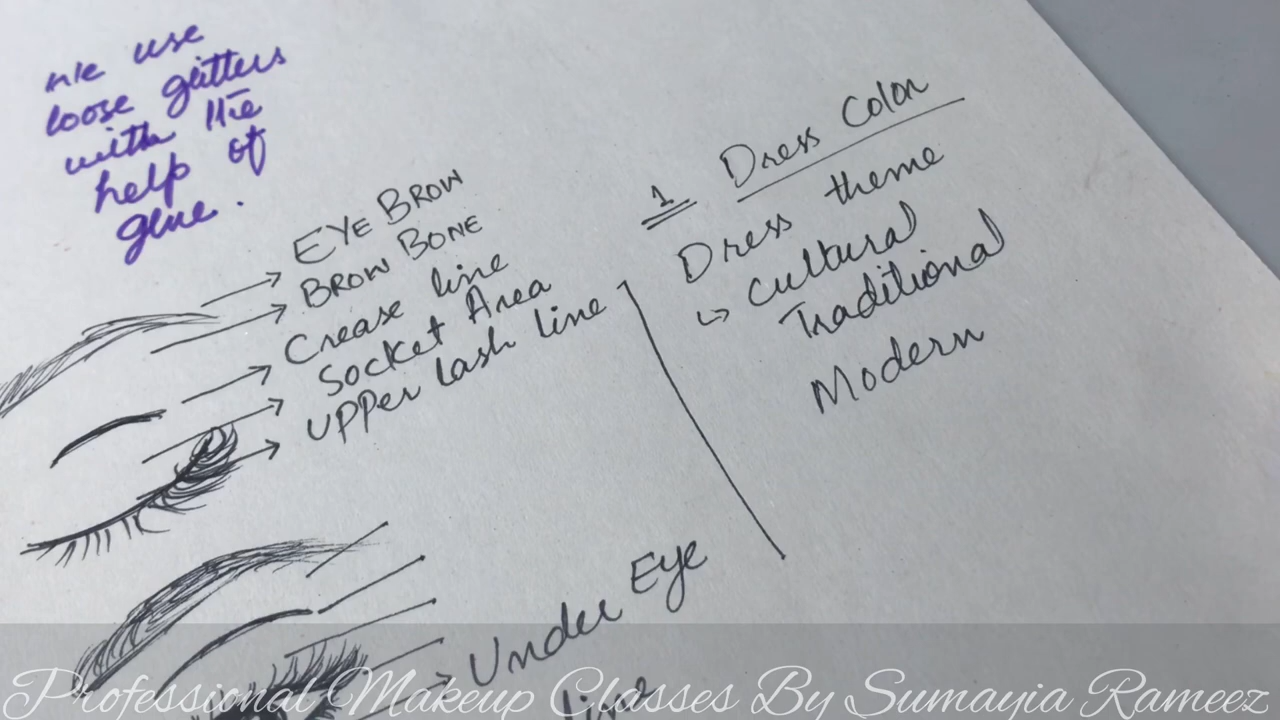 we use
loose glitters
with the
help of
glue.
EYE BROW
BROW BONE
Crease line
Socket Area
upper lash line
1 Dress Color
Dress theme
↳ cultural
Traditional
Modern
Under Eye
line
Professional Makeup Classes By Sumayia Rameez